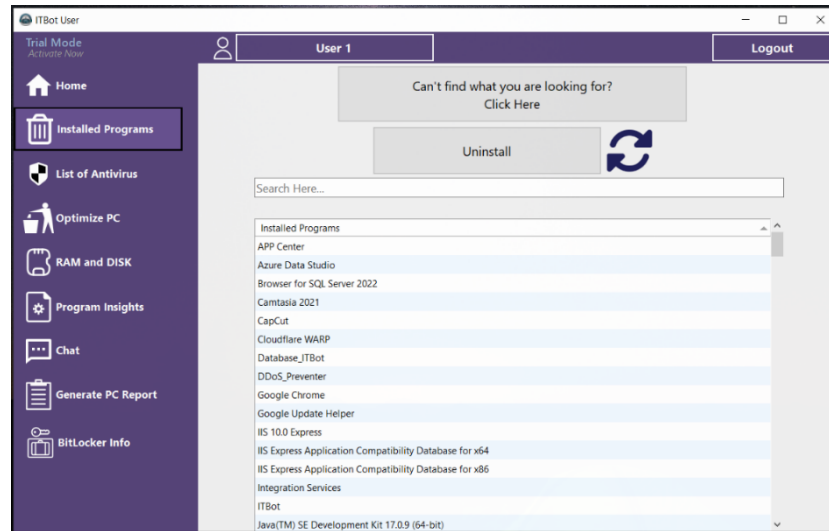 ITBot User
Trial Mode
Activate Now
User 1
Logout
Home
Installed Programs
List of Antivirus
Optimize PC
RAM and DISK
Program Insights
Chat
Generate PC Report
BitLocker Info
Can't find what you are looking for?
Click Here
Uninstall
Search Here...
Installed Programs
APP Center
Azure Data Studio
Browser for SQL Server 2022
Camtasia 2021
CapCut
Cloudflare WARP
Database_ITBot
DDoS_Preventer
Google Chrome
Google Update Helper
IIS 10.0 Express
IIS Express Application Compatibility Database for x64
IIS Express Application Compatibility Database for x86
Integration Services
ITBot
Java(TM) SE Development Kit 17.0.9 (64-bit)